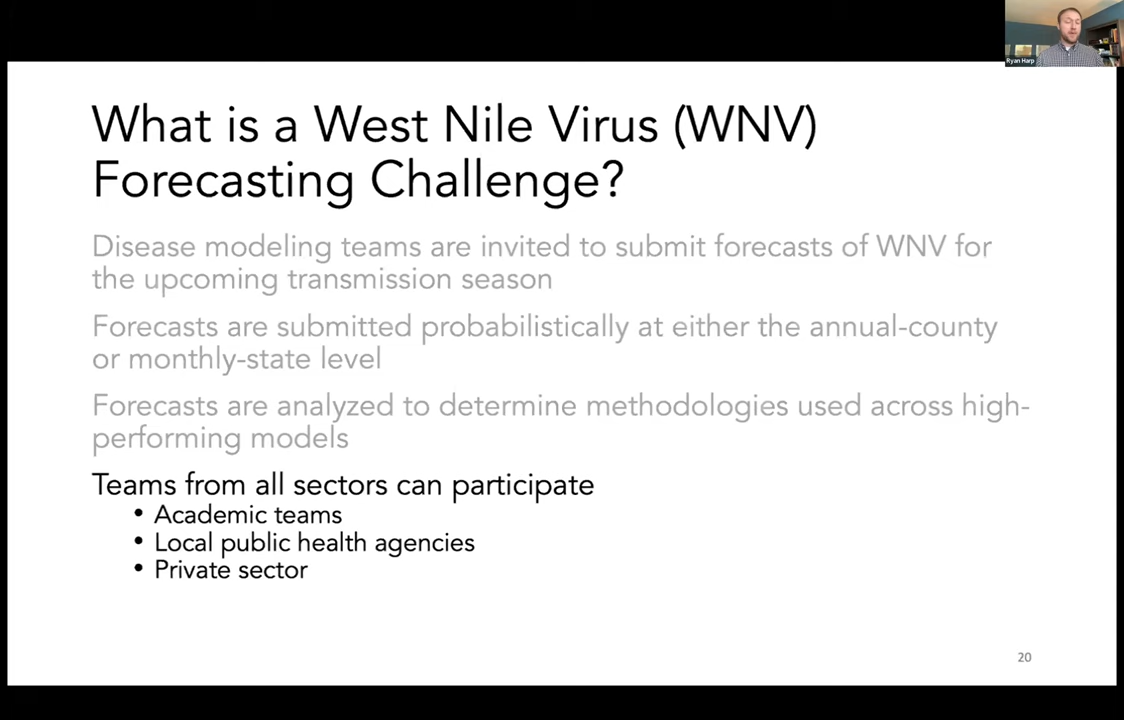 Ryan Harp
What is a West Nile Virus (WNV)
Forecasting Challenge?
Disease modeling teams are invited to submit forecasts of WNV for
the upcoming transmission season
Forecasts are submitted probabilistically at either the annual-county
or monthly-state level
Forecasts are analyzed to determine methodologies used across high-
performing models
Teams from all sectors can participate
• Academic teams
• Local public health agencies
• Private sector
20